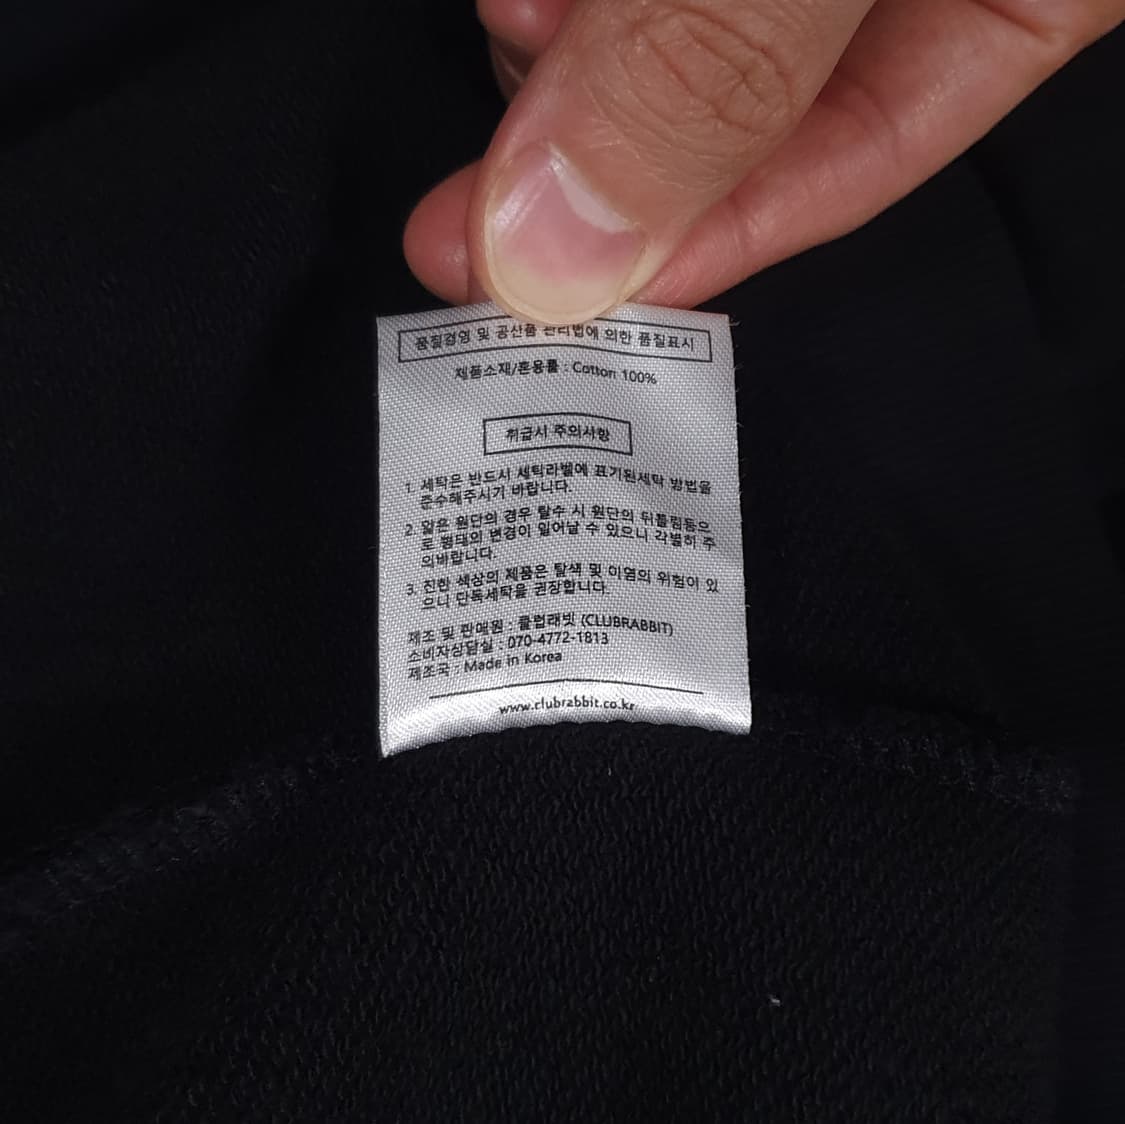 품질경영 및 공산품 관리법에 의한 품질표시
제품소재/혼용률 : Cotton 100%
취급시 주의사항
1. 세탁은 반드시 세틱라벨에 표기된세탁 방법을
준수해주시기 바랍니다.
2. 얇은 원단의 경우 탈수 시 원단의 뒤틀림등으
로 형태의 변경이 일어날 수 있으니 각별히 주
의바랍니다.
3. 진한 색상의 제품은 탈색 및 이염의 위험이 있
으니 단독세탁을 권장합니다.
제조 및 판매원 : 클럽래빗 (CLUBRABBIT)
소비자상담실 : 070-4772-1813
제조국 : Made in Korea
www.clubrabbit.co.kr